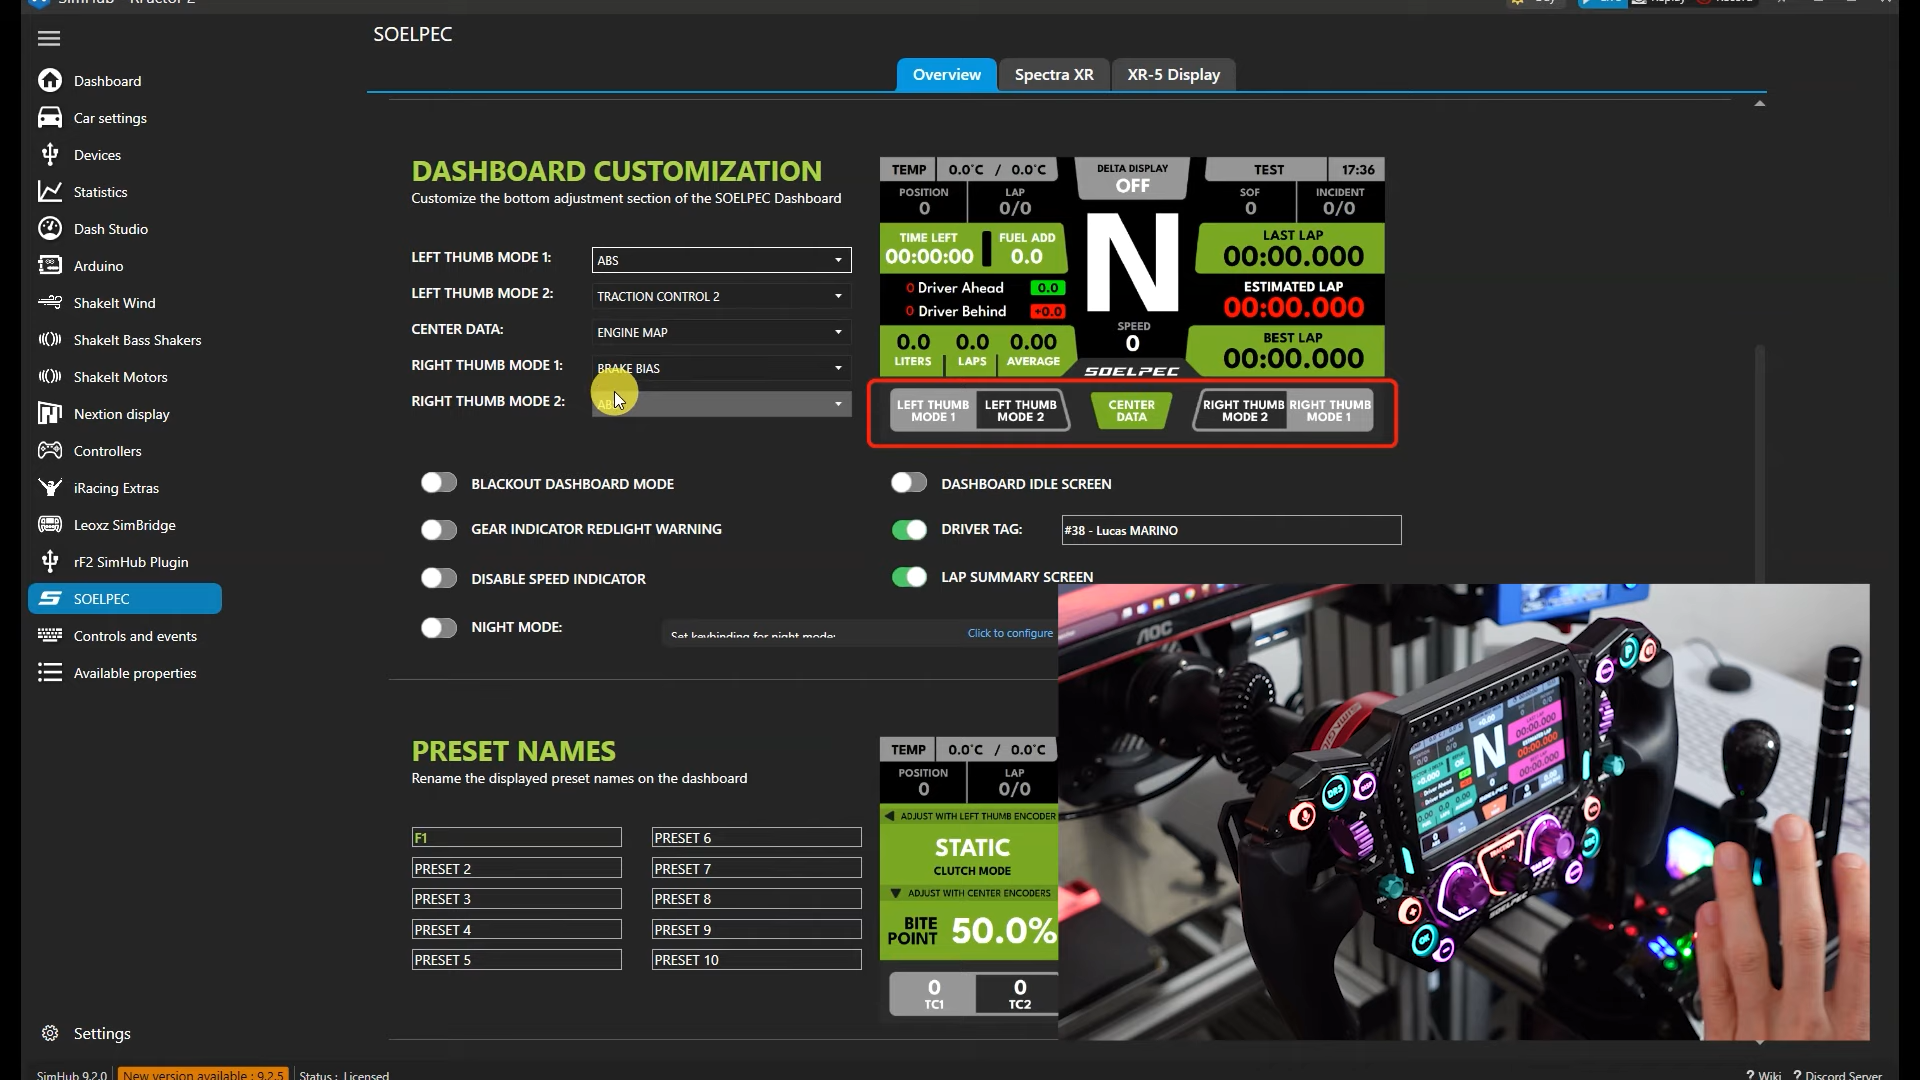 SOELPEC
Overview
Spectra XR
XR-5 Display
Dashboard
Car settings
Devices
Statistics
Dash Studio
Arduino
ShakeIt Wind
ShakeIt Bass Shakers
ShakeIt Motors
Nextion display
Controllers
iRacing Extras
Leoxz SimBridge
rF2 SimHub Plugin
SOELPEC
Controls and events
Available properties
Settings
DASHBOARD CUSTOMIZATION
Customize the bottom adjustment section of the SOELPEC Dashboard
LEFT THUMB MODE 1: ABS
LEFT THUMB MODE 2: TRACTION CONTROL 2
CENTER DATA: ENGINE MAP
RIGHT THUMB MODE 1: BRAKE BIAS
RIGHT THUMB MODE 2:
TEMP 0.0°C / 0.0°C
DELTA DISPLAY
OFF
TEST 17:36
POSITION
0
LAP
0/0
SOF
0
INCIDENT
0/0
TIME LEFT
00:00:00
FUEL ADD
0.0
N
LAST LAP
00:00.000
0 Driver Ahead 0.0
0 Driver Behind +0.0
ESTIMATED LAP
00:00.000
SPEED
0
0.0
LITERS
0.0
LAPS
0.00
AVERAGE
BEST LAP
00:00.000
SOELPEC
LEFT THUMB
MODE 1
LEFT THUMB
MODE 2
CENTER
DATA
RIGHT THUMB
MODE 2
RIGHT THUMB
MODE 1
BLACKOUT DASHBOARD MODE
DASHBOARD IDLE SCREEN
GEAR INDICATOR REDLIGHT WARNING
DRIVER TAG: #38 - Lucas MARINO
DISABLE SPEED INDICATOR
LAP SUMMARY SCREEN
NIGHT MODE:
Set keybinding for night mode:
Click to configure
PRESET NAMES
Rename the displayed preset names on the dashboard
F1
PRESET 2
PRESET 3
PRESET 4
PRESET 5
PRESET 6
PRESET 7
PRESET 8
PRESET 9
PRESET 10
TEMP 0.0°C / 0.0°C
POSITION
0
LAP
0/0
ADJUST WITH LEFT THUMB ENCODER
STATIC
CLUTCH MODE
ADJUST WITH CENTER ENCODERS
BITE
POINT
50.0%
0
TC1
0
TC2
AOC
N
DRS
P
OK
SimHub 9.2.0
New version available : 9.2.5
Status : Licensed
? Wiki
? Discord Server